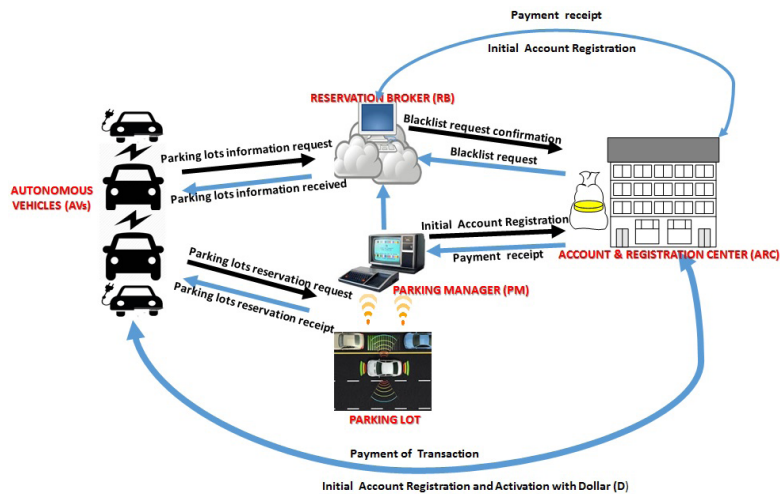 Payment receipt
Initial Account Registration
RESERVATION BROKER (RB)
Blacklist request confirmation
Blacklist request
Parking lots information request
Parking lots information received
AUTONOMOUS
VEHICLES (AVs)
Initial Account Registration
Payment receipt
ACCOUNT & REGISTRATION CENTER (ARC)
Parking lots reservation request
Parking lots reservation receipt
PARKING MANAGER (PM)
PARKING LOT
Payment of Transaction
Initial Account Registration and Activation with Dollar (D)